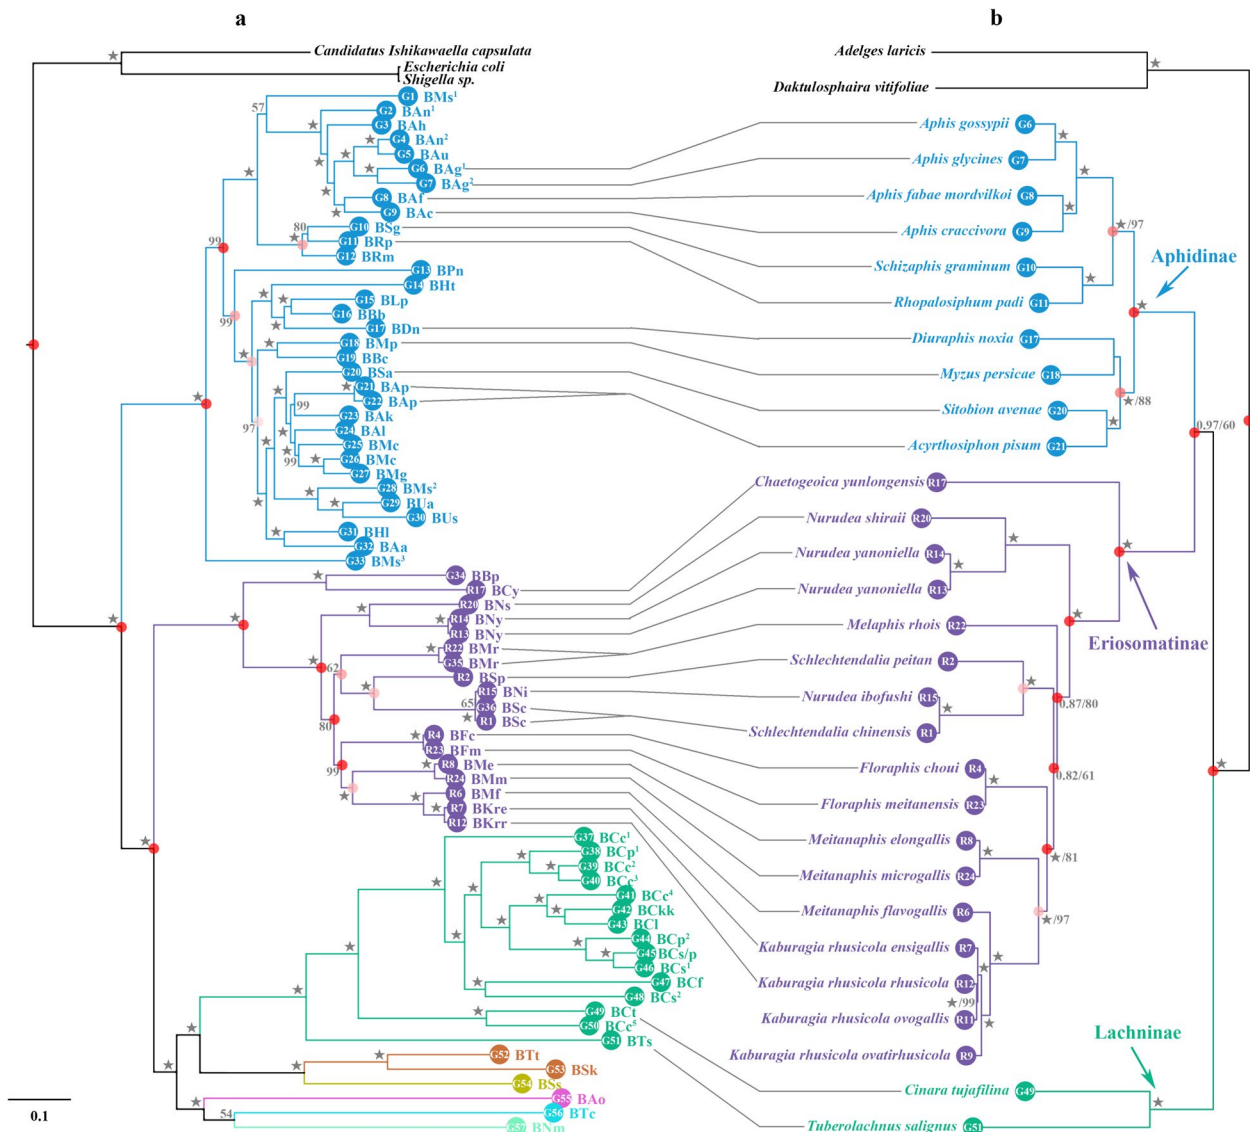 a
★ Candidatus Ishikawaella capsulata
Escherichia coli
Shigella sp.
57 G1 BMs¹
★ G2 BAn¹
★ G3 BAh
★ G4 BAn²
★ G5 BAu
★ G6 BAg¹
★ G7 BAg²
G8 BAf
★ G9 BAc
80 G10 BSg
★ G11 BRp
99 G12 BRm
G13 BPn
★ G14 BHt
★ G15 BLp
99 G16 BBb
★ G17 BDn
★ G18 BMp
★ G19 BBc
★ G20 BSa
★ G21 BAp
★ G22 BAp
99 G23 BAk
97 ★ G24 BAl
★ G25 BMc
99 ★ G26 BMc
G27 BMg
★ G28 BMs²
★ ★ G29 BUa
G30 BUs
★ G31 BHl
G32 BAa
G33 BMs³
★ G34 BBp
R17 BCy
★ R20 BNs
★ R14 BNy
R13 BNy
★ R22 BMr
62 G35 BMr
★ R2 BSp
R15 BNi
65 G36 BSc
★ R1 BSc
80 ★ R4 BFc
R23 BFm
99 ★ R8 BMe
★ R24 BMm
★ R6 BMf
★ R7 BKre
R12 BKrr
G37 BCc¹
★ G38 BCp¹
★ G39 BCc²
G40 BCc³
★ G41 BCc⁴
★ G42 BCkk
G43 BCl
★ G44 BCp²
★ G45 BCs/p
G46 BCs¹
★ G47 BCf
G48 BCs²
★ G49 BCt
G50 BCc⁵
G51 BTs
★ G52 BTt
★ G53 BSk
G54 BSs
★ G55 BAo
54 G56 BTc
G57 BNm
0.1
b
Adelges laricis
★
Daktulosphaira vitifoliae
Aphis gossypii G6
★
Aphis glycines G7
★
Aphis fabae mordvilkoi G8
★
Aphis craccivora G9
★/97
Aphidinae
Schizaphis graminum G10
★
Rhopalosiphum padi G11
★
Diuraphis noxia G17
★
Myzus persicae G18
★/88
Sitobion avenae G20
★
0.97/60
Acyrthosiphon pisum G21
Chaetogeoica yunlongensis R17
Nurudea shiraii R20
★
Nurudea yanoniella R14
★
★
Nurudea yanoniella R13
★
Melaphis rhois R22
Eriosomatinae
Schlechtendalia peitan R2
★
Nurudea ibofushi R15
0.87/80
★
Schlechtendalia chinensis R1
Floraphis choui R4
★
0.82/61
★
Floraphis meitanensis R23
Meitanaphis elongallis R8
★
★/81
Meitanaphis microgallis R24
Meitanaphis flavogallis R6
★/97
Kaburagia rhusicola ensigallis R7
★
Kaburagia rhusicola rhusicola R12
★
★/99
Kaburagia rhusicola ovogallis R11
★
Lachninae
Kaburagia rhusicola ovatirhusicola R9
Cinara tujafilina G49
★
Tuberolachnus salignus G51